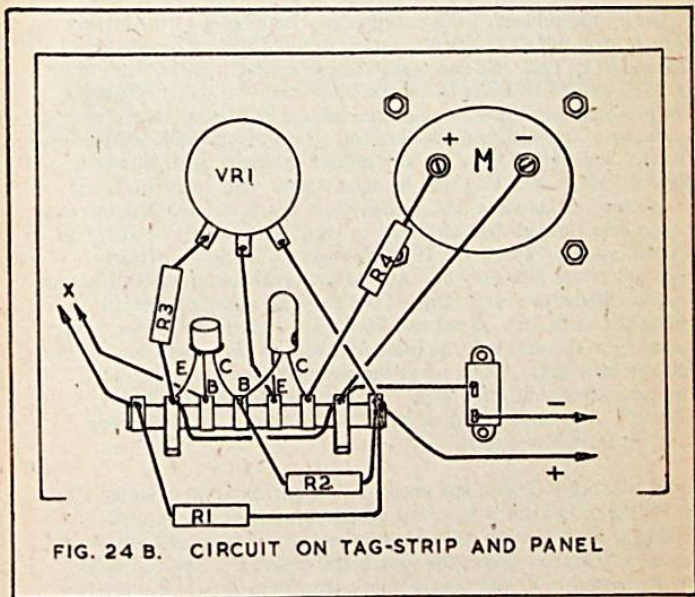 VR1
+
M
−
R4
R3
X
E
B
C
B
E
C
−
+
R2
R1
FIG. 24 B. CIRCUIT ON TAG-STRIP AND PANEL